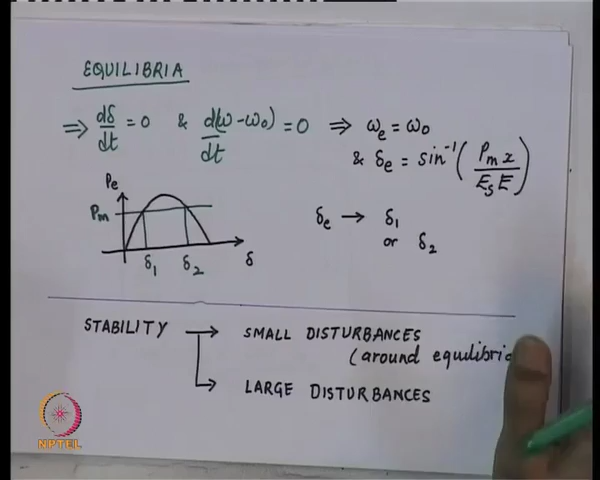 EQUILIBRIA
⇒ dδ/dt = 0 & d(ω-ω₀)/dt = 0 ⇒ ωₑ = ω₀
& δₑ = sin⁻¹ (Pₘ x / Eₛ E)
Pₑ
Pₘ
δ₁ δ₂ δ
δₑ → δ₁
or δ₂
STABILITY → SMALL DISTURBANCES
(around equilibri
→ LARGE DISTURBANCES
NPTEL